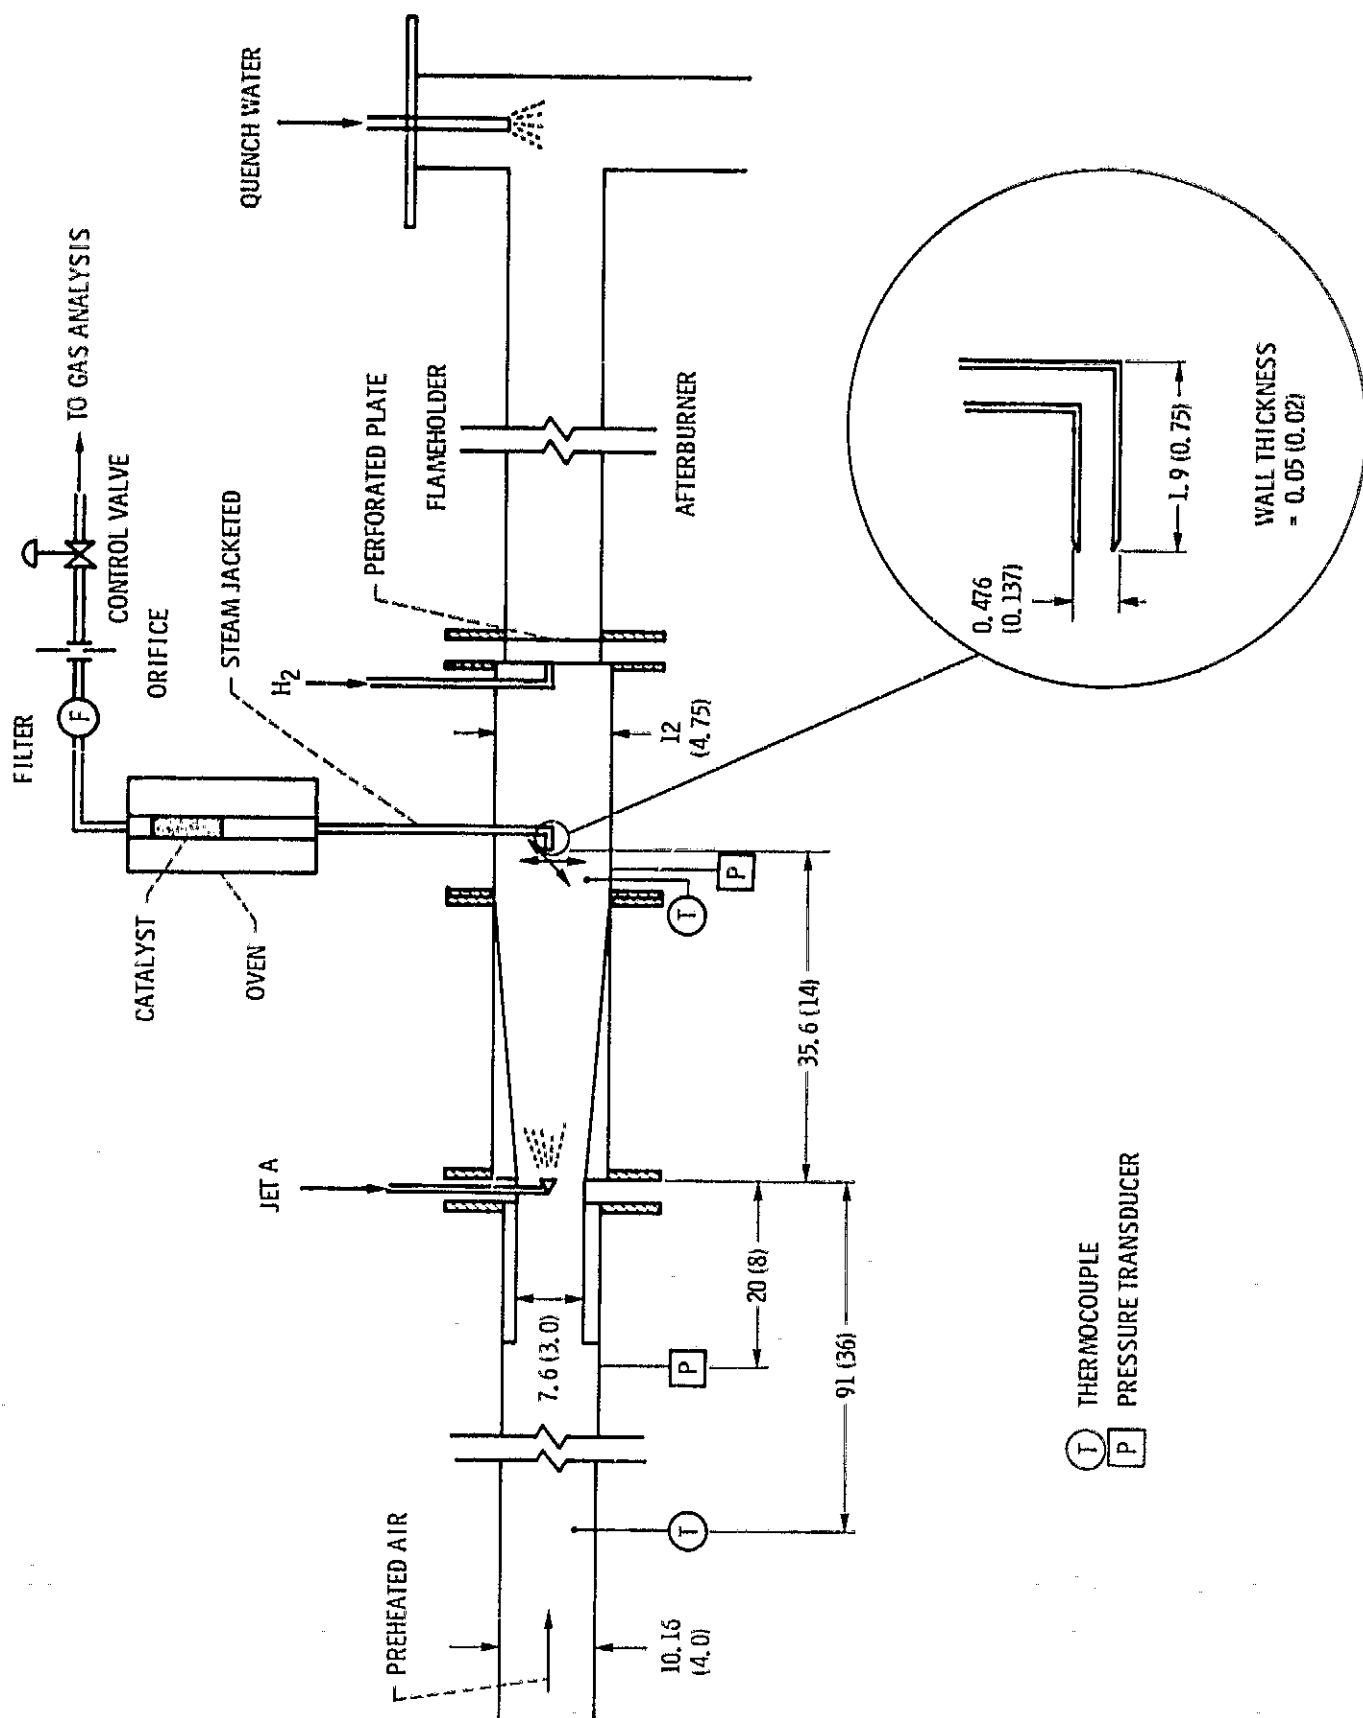 QUENCH WATER
TO GAS ANALYSIS
CONTROL VALVE
ORIFICE
FILTER
F
STEAM JACKETED
H2
PERFORATED PLATE
FLAMEHOLDER
AFTERBURNER
CATALYST
OVEN
JET A
PREHEATED AIR
12
(4.75)
P
T
35.6 (14)
7.6 (3.0)
20 (8)
P
91 (36)
T
10.16
(4.0)
0.476
(0.137)
1.9 (0.75)
WALL THICKNESS
= 0.05 (0.02)
T THERMOCOUPLE
P PRESSURE TRANSDUCER